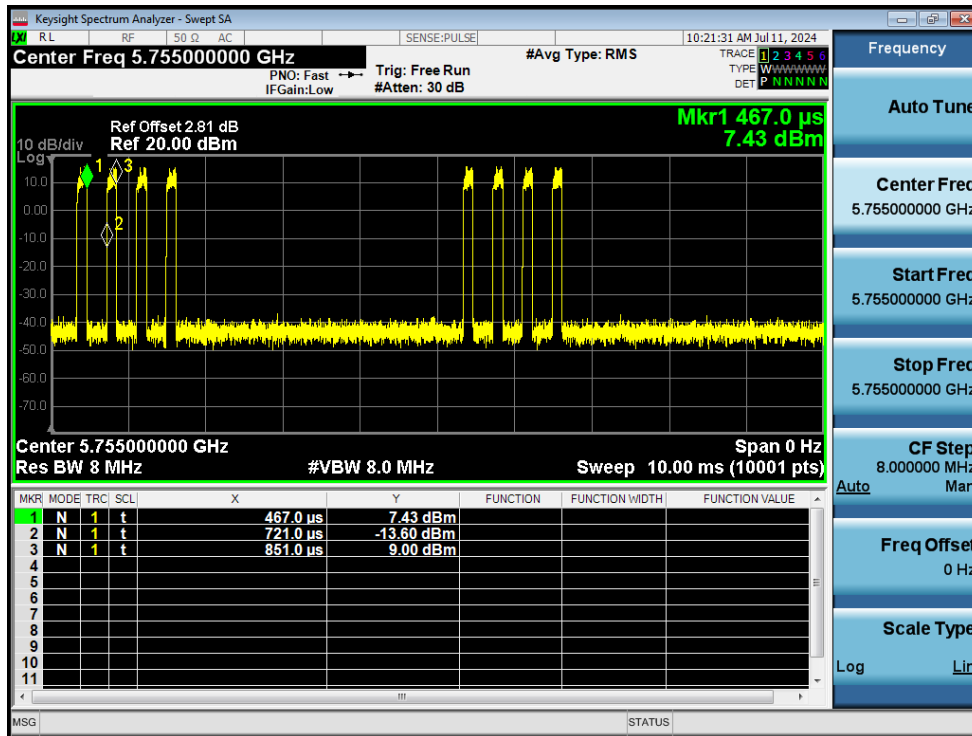 Keysight Spectrum Analyzer - Swept SA
LXI RL RF 50 Ω AC SENSE:PULSE 10:21:31 AM Jul 11, 2024
Center Freq 5.755000000 GHz #Avg Type: RMS TRACE 1 2 3 4 5 6
PNO: Fast Trig: Free Run TYPE WWWWWW
IFGain:Low #Atten: 30 dB DET P N N N N N
Mkr1 467.0 µs
Ref Offset 2.81 dB
10 dB/div Ref 20.00 dBm 7.43 dBm
Log
1 3
10.0
0.00
2
-10.0
-20.0
-30.0
-40.0
-50.0
-60.0
-70.0
Center 5.755000000 GHz Span 0 Hz
Res BW 8 MHz #VBW 8.0 MHz Sweep 10.00 ms (10001 pts)
MKR MODE TRC SCL X Y FUNCTION FUNCTION WIDTH FUNCTION VALUE
1 N 1 t 467.0 µs 7.43 dBm
2 N 1 t 721.0 µs -13.60 dBm
3 N 1 t 851.0 µs 9.00 dBm
4
5
6
7
8
9
10
11
MSG STATUS
Frequency
Auto Tune
Center Freq
5.755000000 GHz
Start Freq
5.755000000 GHz
Stop Freq
5.755000000 GHz
CF Step
8.000000 MHz
Auto Man
Freq Offset
0 Hz
Scale Type
Log Lin